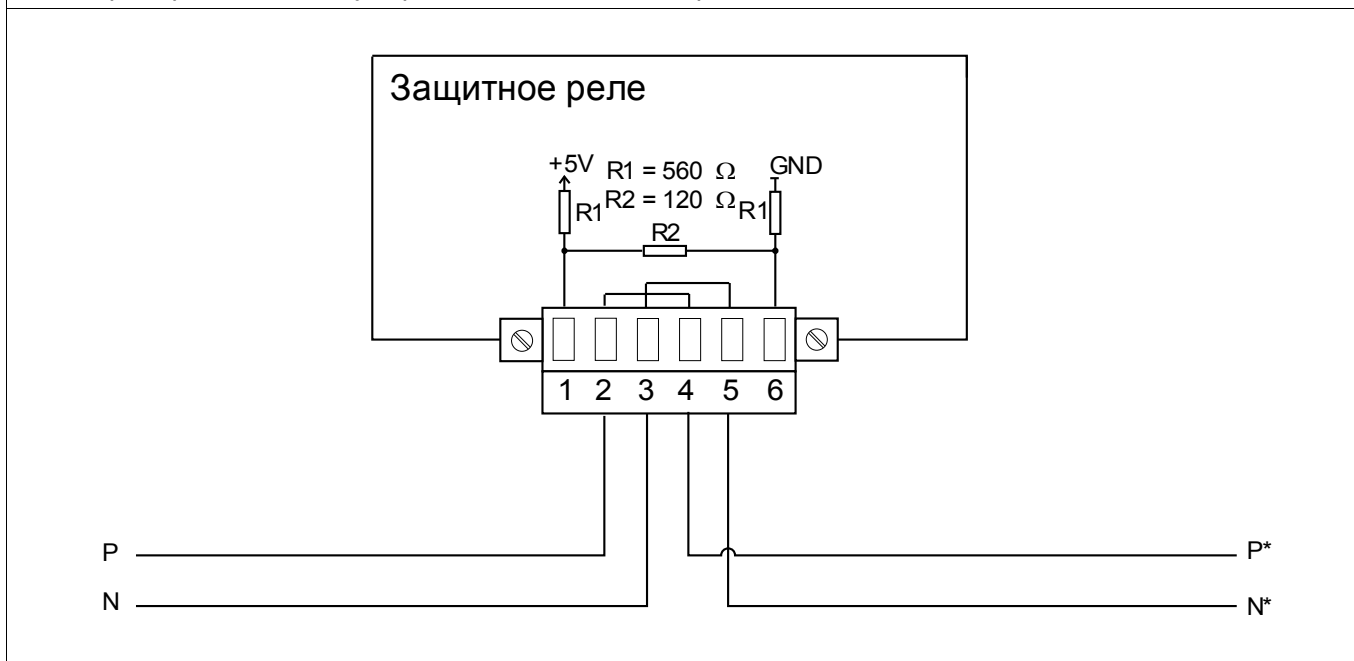 Защитное реле
+5V R1 = 560 Ω GND
R2 = 120 Ω
R1 R1
R2
1 2 3 4 5 6
P P*
N N*